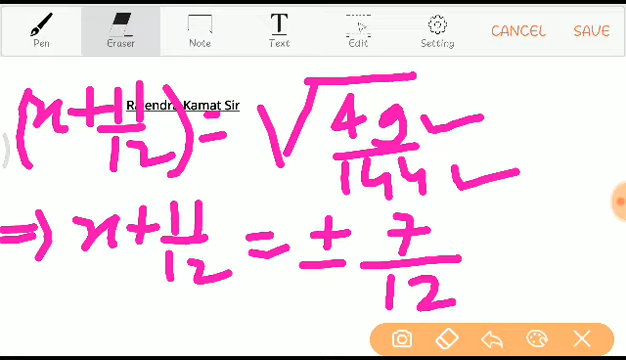 Pen Eraser Note Text Edit Setting CANCEL SAVE
Rajendra Kamat Sir
(x + 11/12) = √(49/144) ✓ ✓
⇒ x + 11/12 = ± 7/12